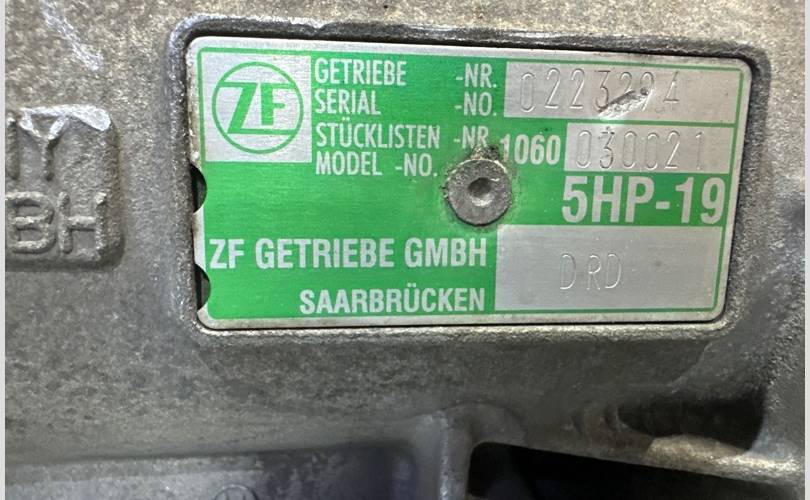 ZF
GETRIEBE -NR.
SERIAL -NO. 0223294
STÜCKLISTEN -NR
MODEL -NO. 1060 030021
5HP-19
ZF GETRIEBE GMBH
SAARBRÜCKEN
DRD
BH